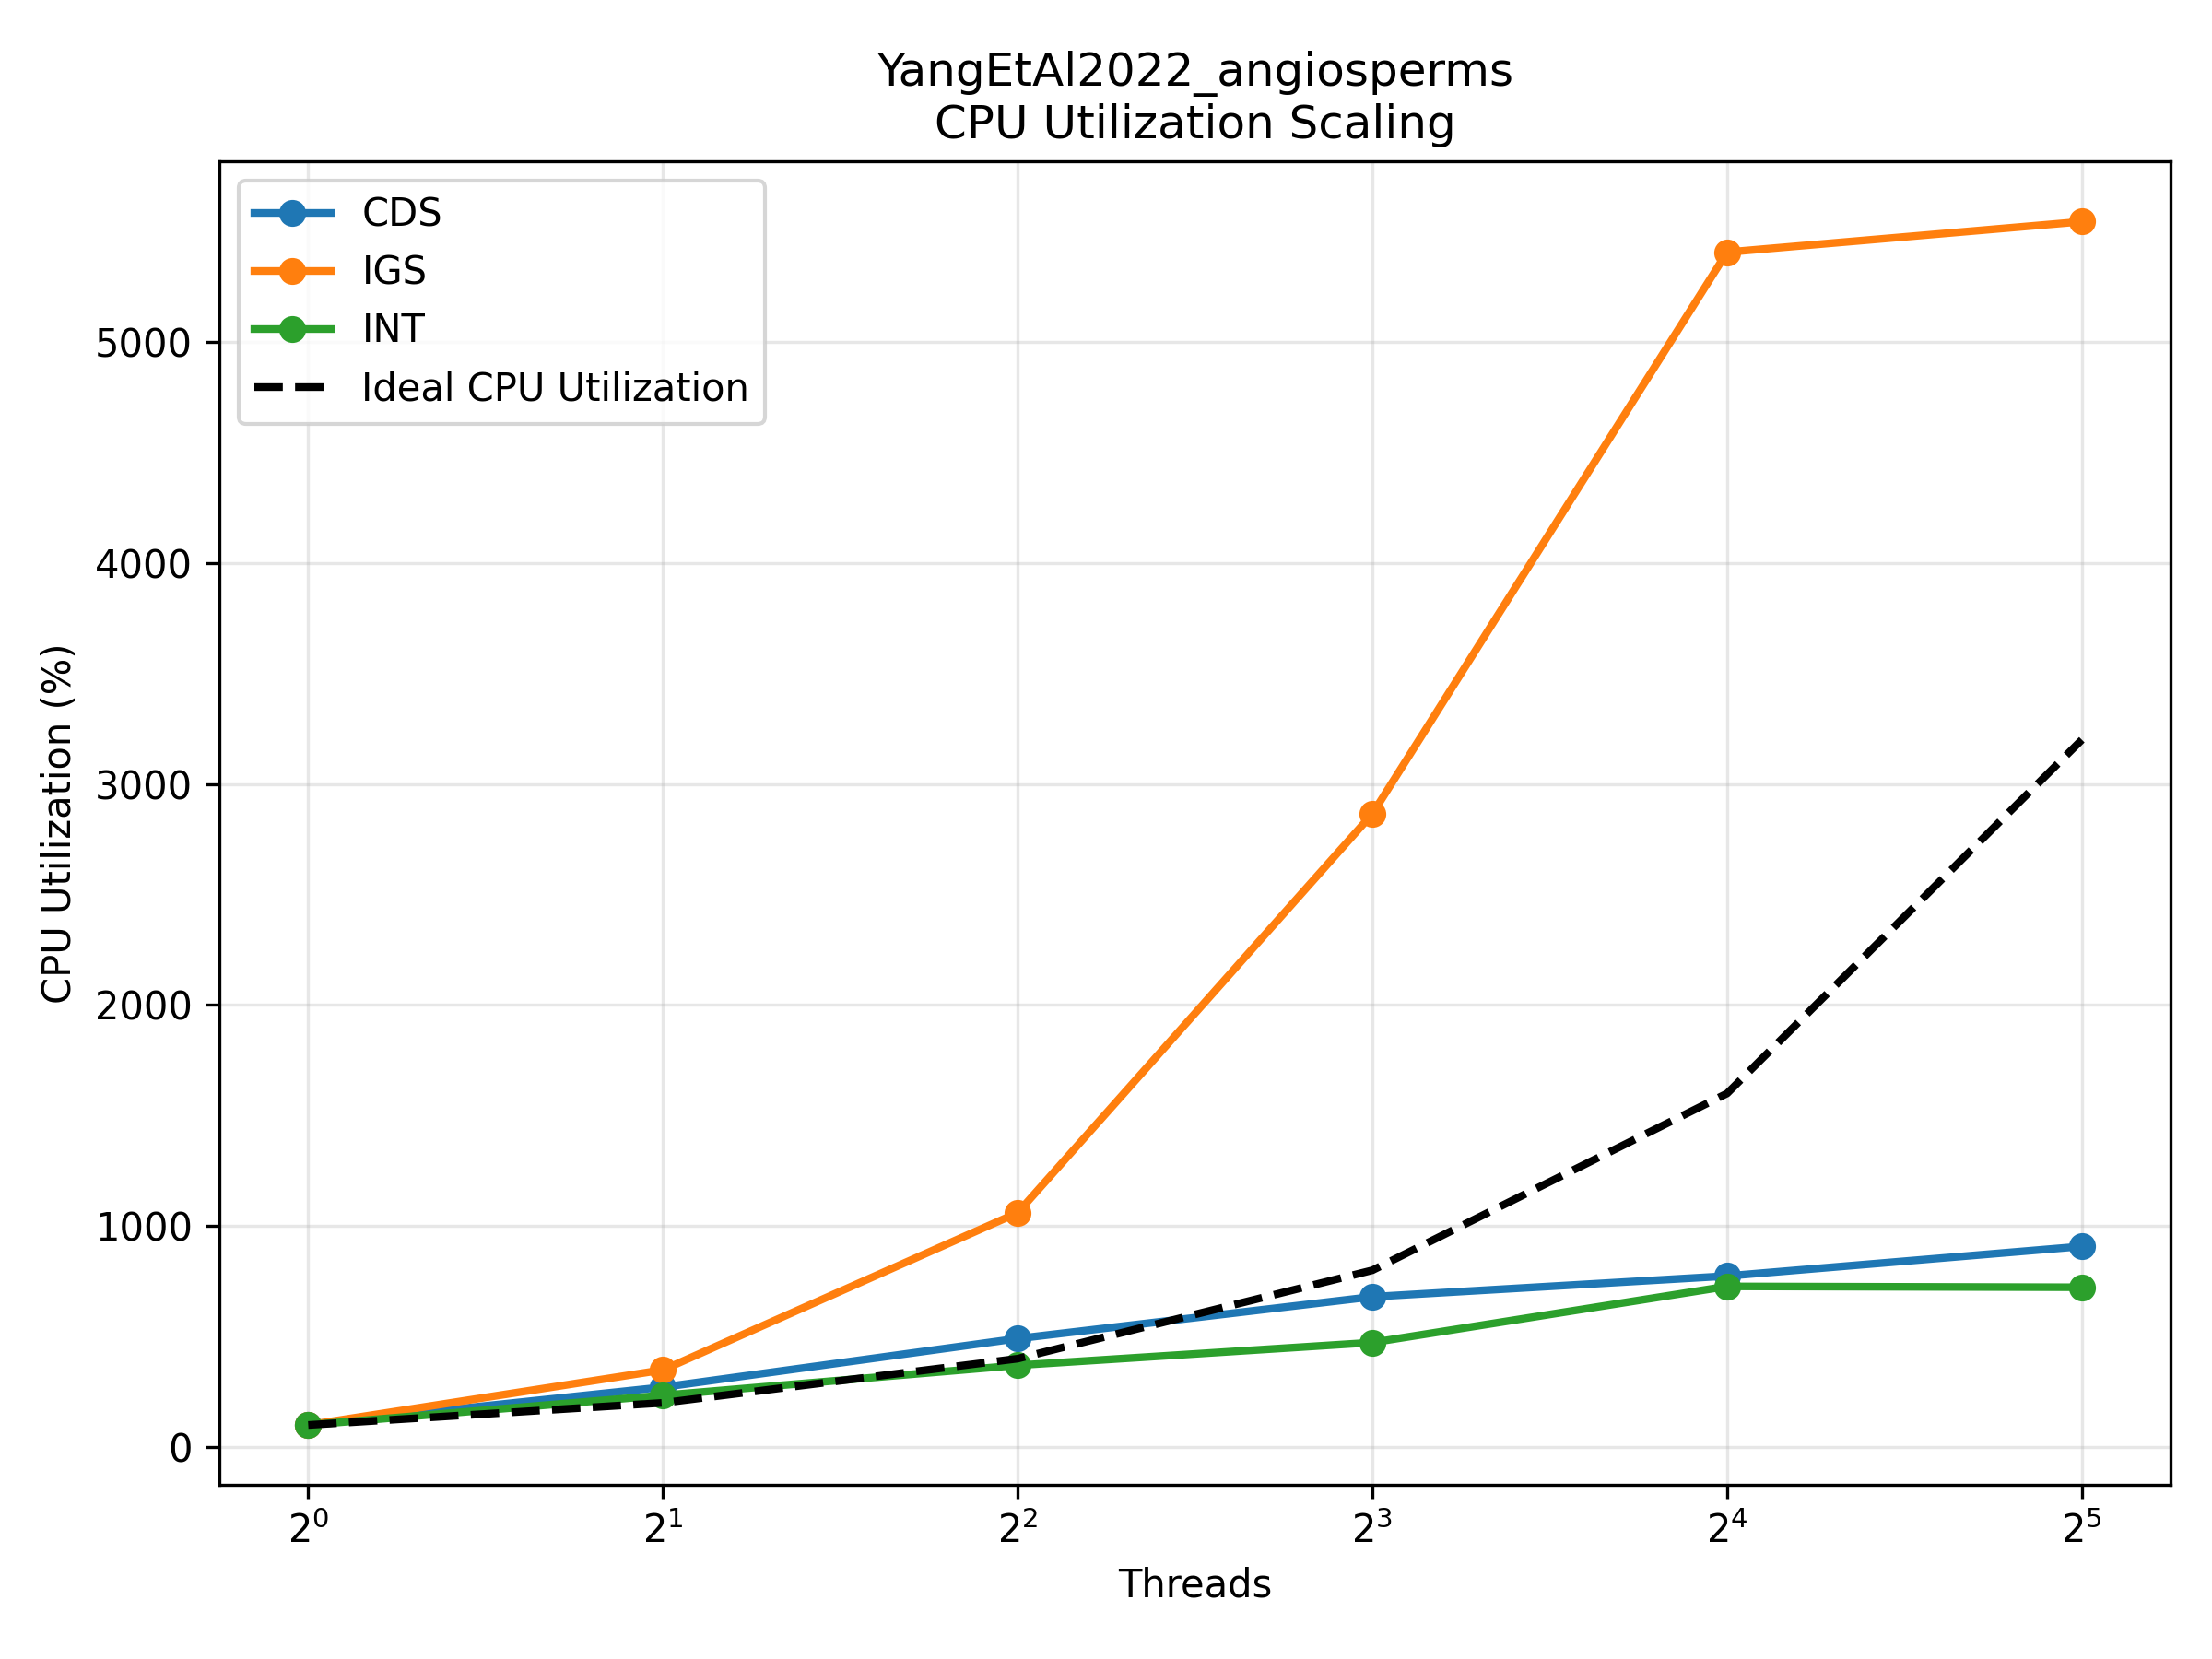 YangEtAl2022_angiosperms
CPU Utilization Scaling
CDS
IGS
INT
Ideal CPU Utilization
CPU Utilization (%)
5000
4000
3000
2000
1000
0
2⁰ 2¹ 2² 2³ 2⁴ 2⁵
Threads